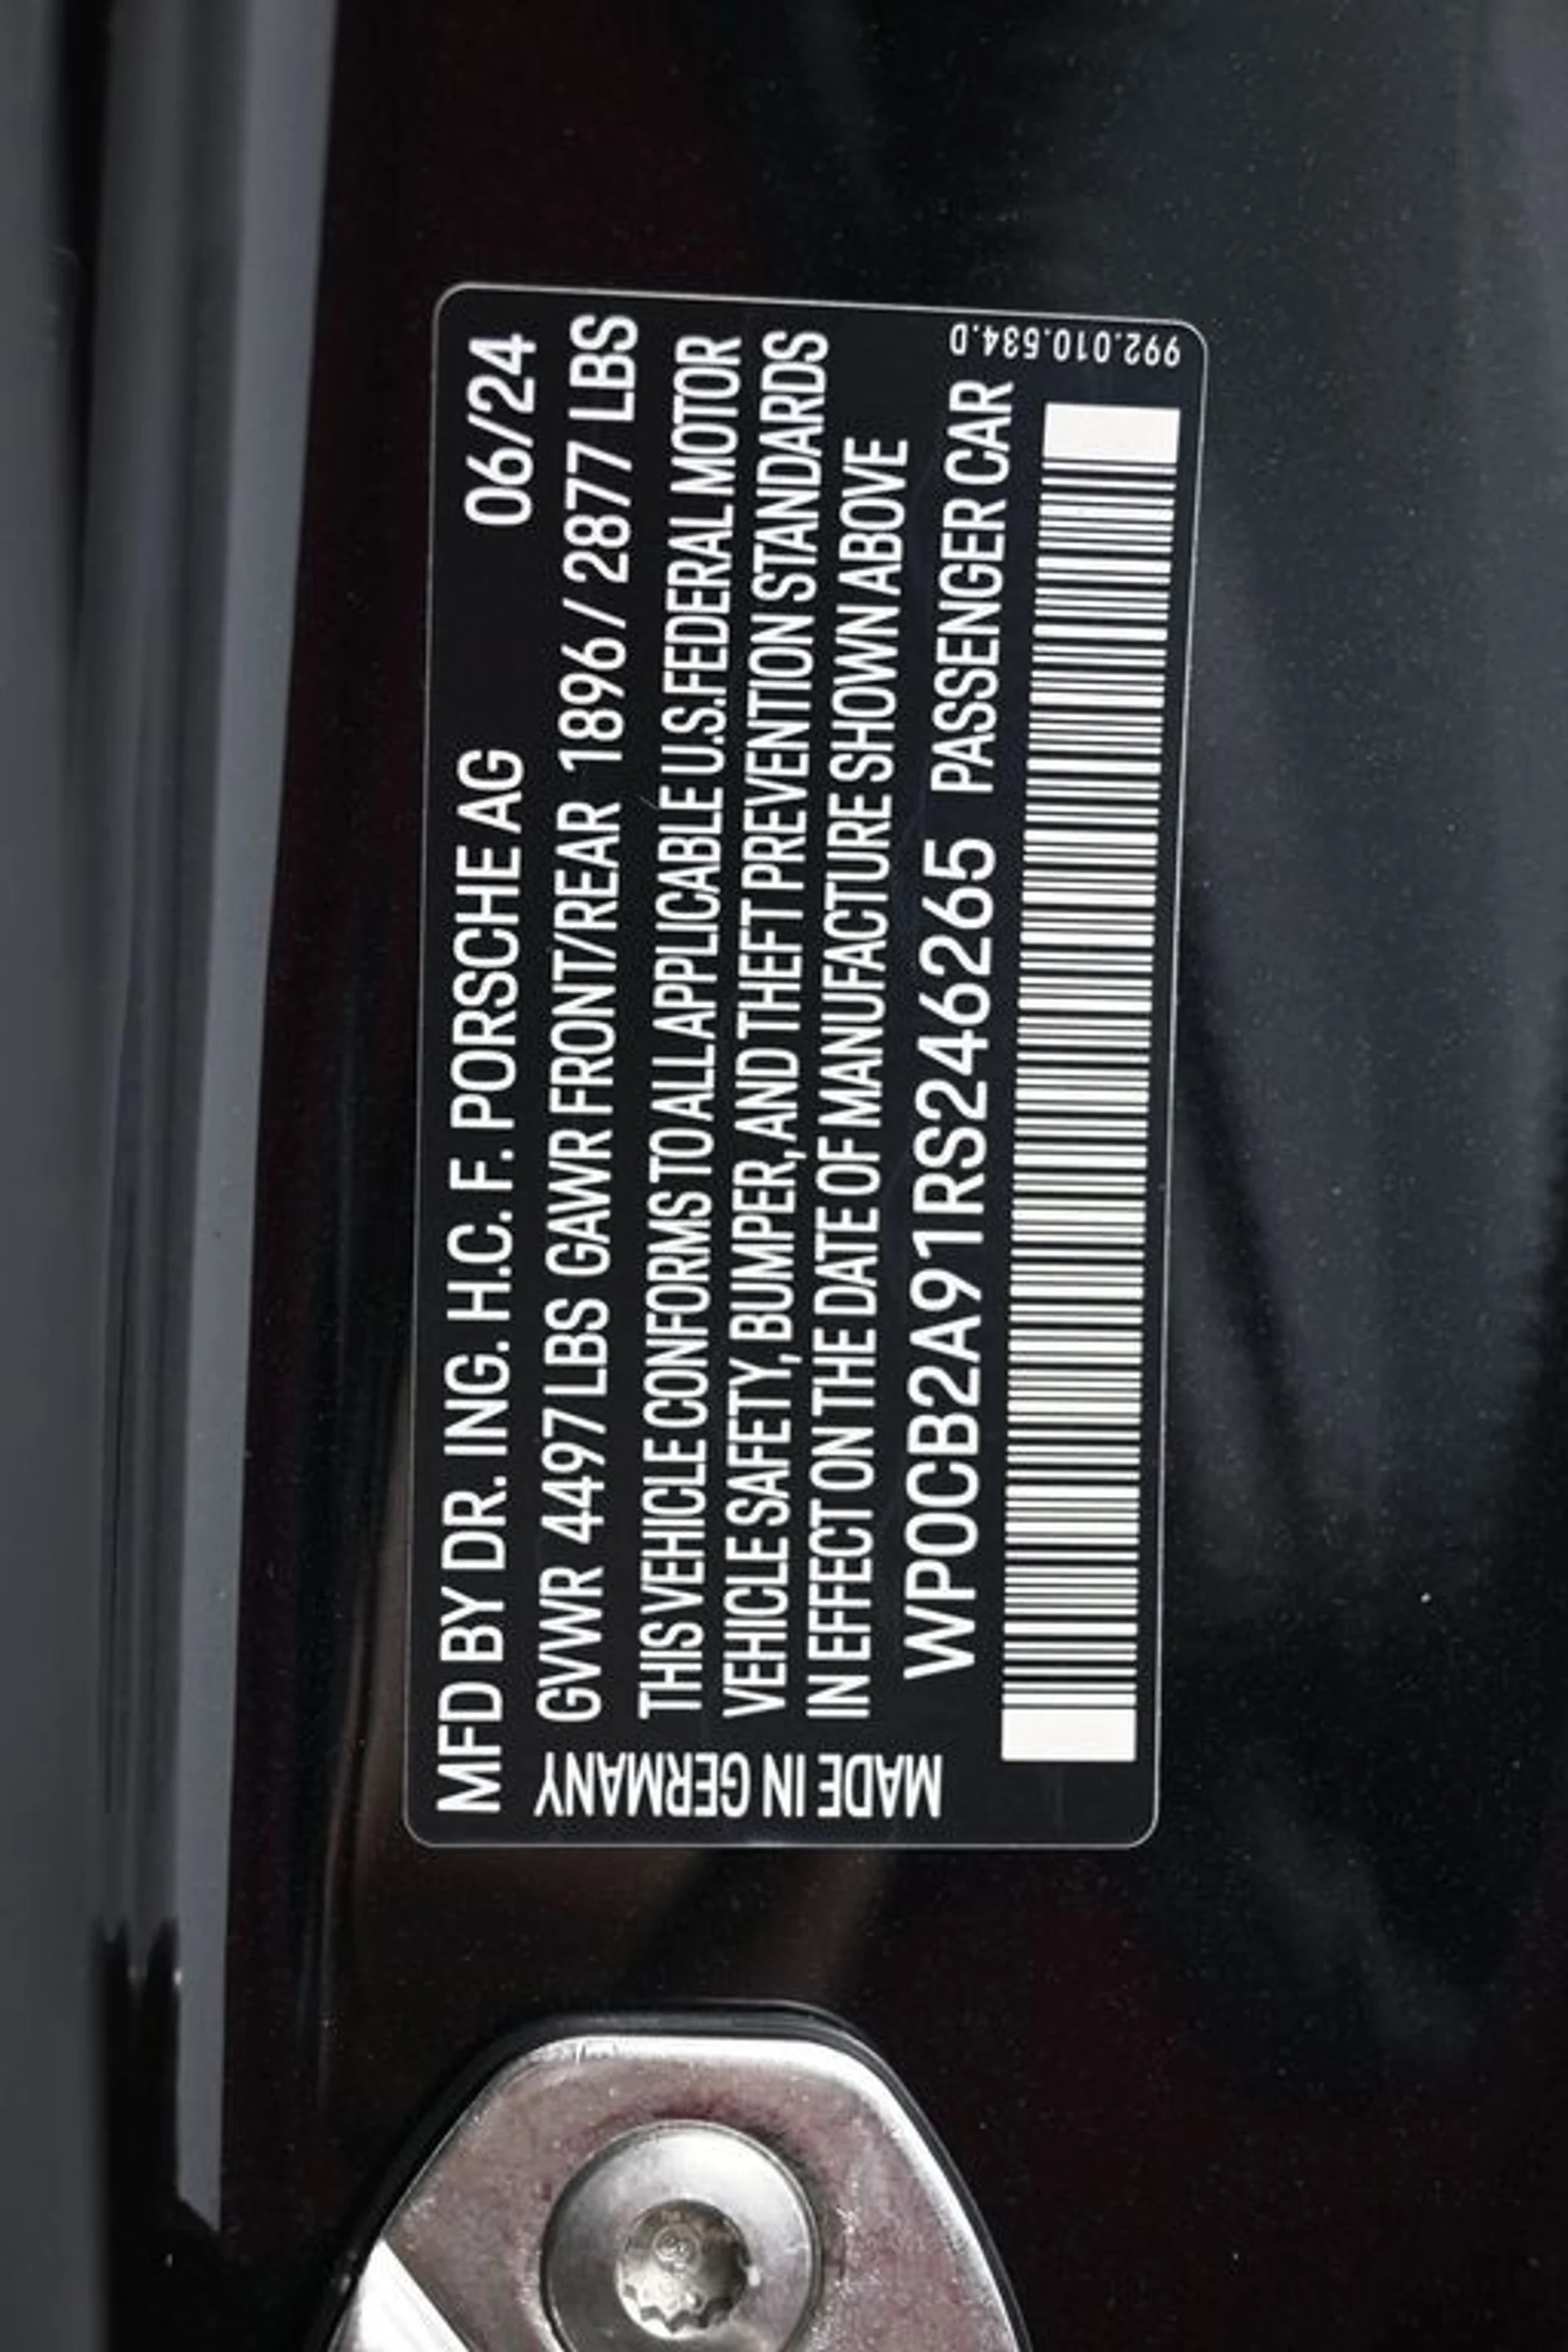 MFD BY DR. ING. H.C. F. PORSCHE AG 06/24
GVWR 4497 LBS GAWR FRONT/REAR 1896 / 2877 LBS
THIS VEHICLE CONFORMS TO ALL APPLICABLE U.S.FEDERAL MOTOR
VEHICLE SAFETY, BUMPER, AND THEFT PREVENTION STANDARDS
IN EFFECT ON THE DATE OF MANUFACTURE SHOWN ABOVE
WP0CB2A91RS246265 PASSENGER CAR
MADE IN GERMANY
992.010.534.D